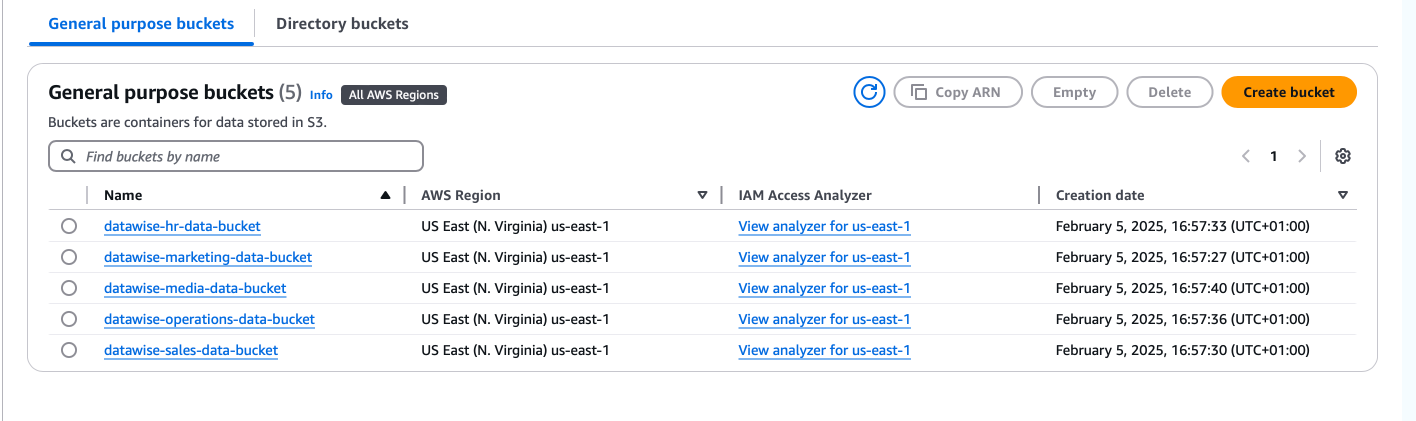 General purpose buckets Directory buckets
General purpose buckets (5) Info All AWS Regions Copy ARN Empty Delete Create bucket
Buckets are containers for data stored in S3.
Find buckets by name 1
Name AWS Region IAM Access Analyzer Creation date
datawise-hr-data-bucket US East (N. Virginia) us-east-1 View analyzer for us-east-1 February 5, 2025, 16:57:33 (UTC+01:00)
datawise-marketing-data-bucket US East (N. Virginia) us-east-1 View analyzer for us-east-1 February 5, 2025, 16:57:27 (UTC+01:00)
datawise-media-data-bucket US East (N. Virginia) us-east-1 View analyzer for us-east-1 February 5, 2025, 16:57:40 (UTC+01:00)
datawise-operations-data-bucket US East (N. Virginia) us-east-1 View analyzer for us-east-1 February 5, 2025, 16:57:36 (UTC+01:00)
datawise-sales-data-bucket US East (N. Virginia) us-east-1 View analyzer for us-east-1 February 5, 2025, 16:57:30 (UTC+01:00)